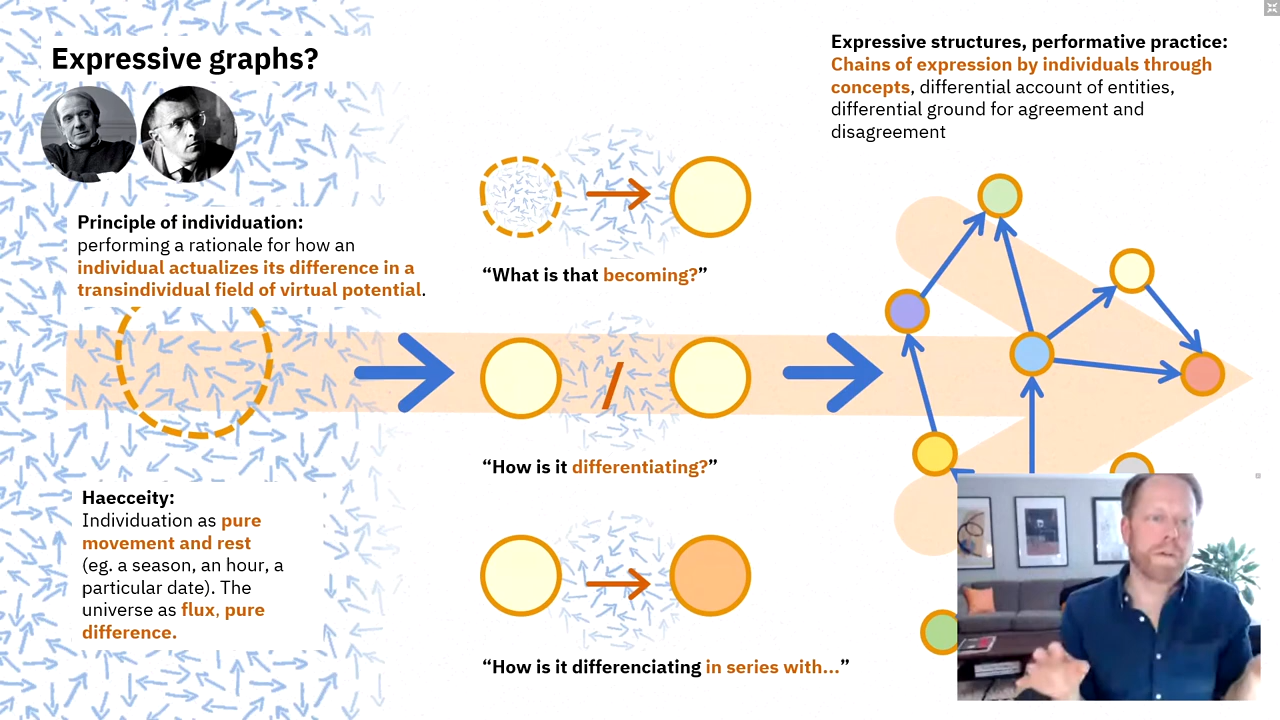 Expressive graphs?
Principle of individuation:
performing a rationale for how an
individual actualizes its difference in a
transindividual field of virtual potential.
Haecceity:
Individuation as pure
movement and rest
(eg. a season, an hour, a
particular date). The
universe as flux, pure
difference.
“What is that becoming?”
/
“How is it differentiating?”
“How is it differenciating in series with...”
Expressive structures, performative practice:
Chains of expression by individuals through
concepts, differential account of entities,
differential ground for agreement and
disagreement